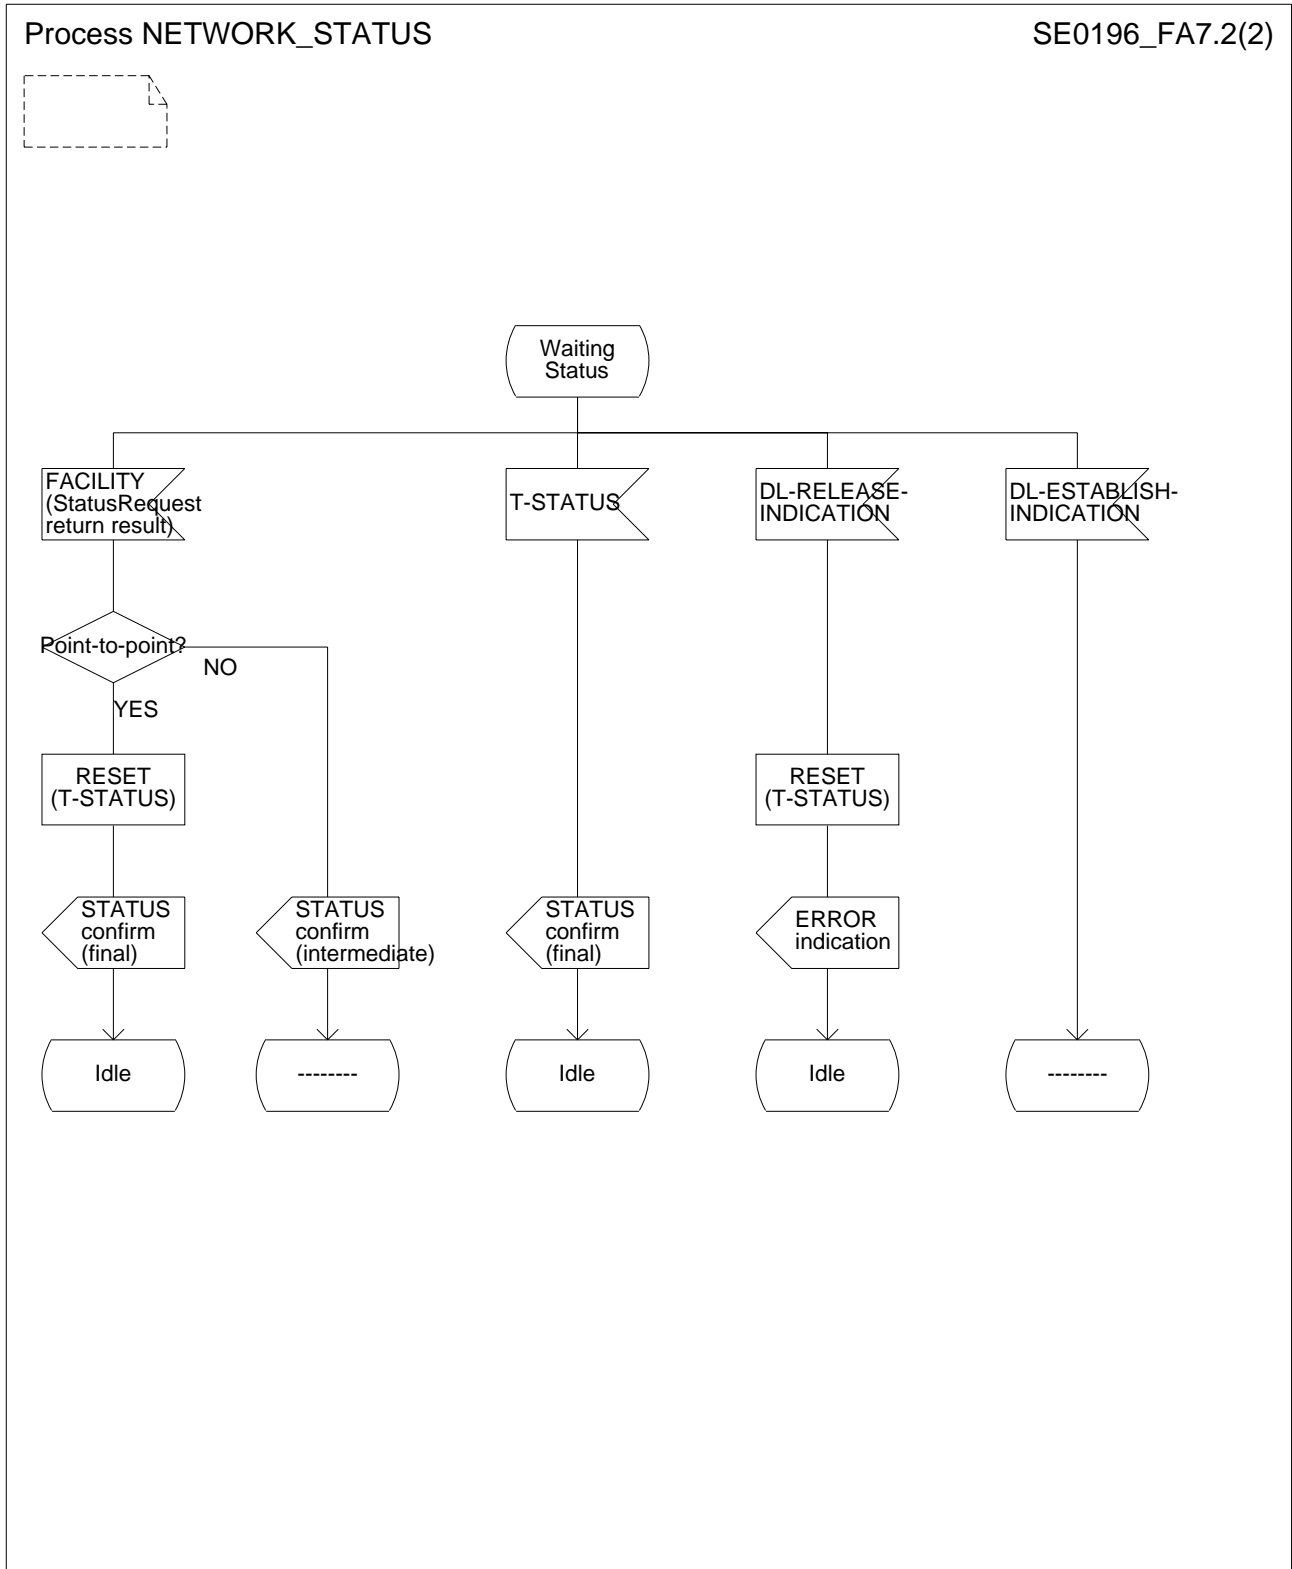 Process NETWORK_STATUS
SE0196_FA7.2(2)
Waiting
Status
FACILITY
(StatusRequest
return result)
T-STATUS
DL-RELEASE-
INDICATION
DL-ESTABLISH-
INDICATION
Point-to-point?
NO
YES
RESET
(T-STATUS)
RESET
(T-STATUS)
STATUS
confirm
(final)
STATUS
confirm
(intermediate)
STATUS
confirm
(final)
ERROR
indication
Idle
--------
Idle
Idle
--------